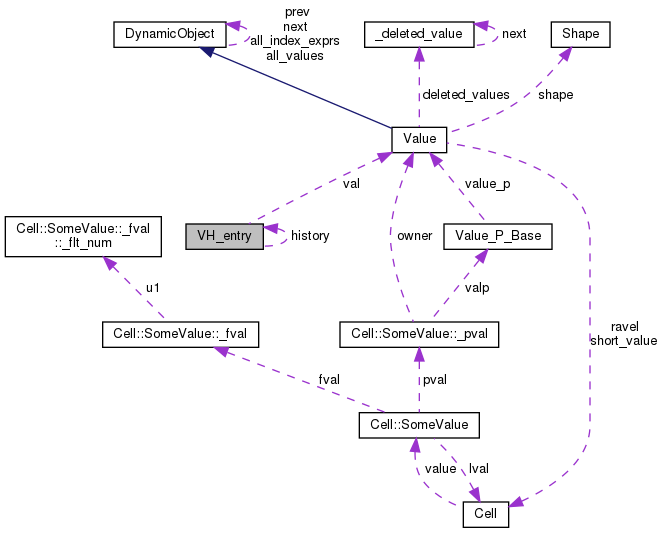 prev
next
all_index_exprs
all_values
DynamicObject
_deleted_value
next
Shape
deleted_values
shape
Value
val
value_p
Cell::SomeValue::_fval
::_flt_num
VH_entry
history
owner
Value_P_Base
u1
valp
Cell::SomeValue::_fval
Cell::SomeValue::_pval
ravel
short_value
fval
pval
Cell::SomeValue
value
lval
Cell